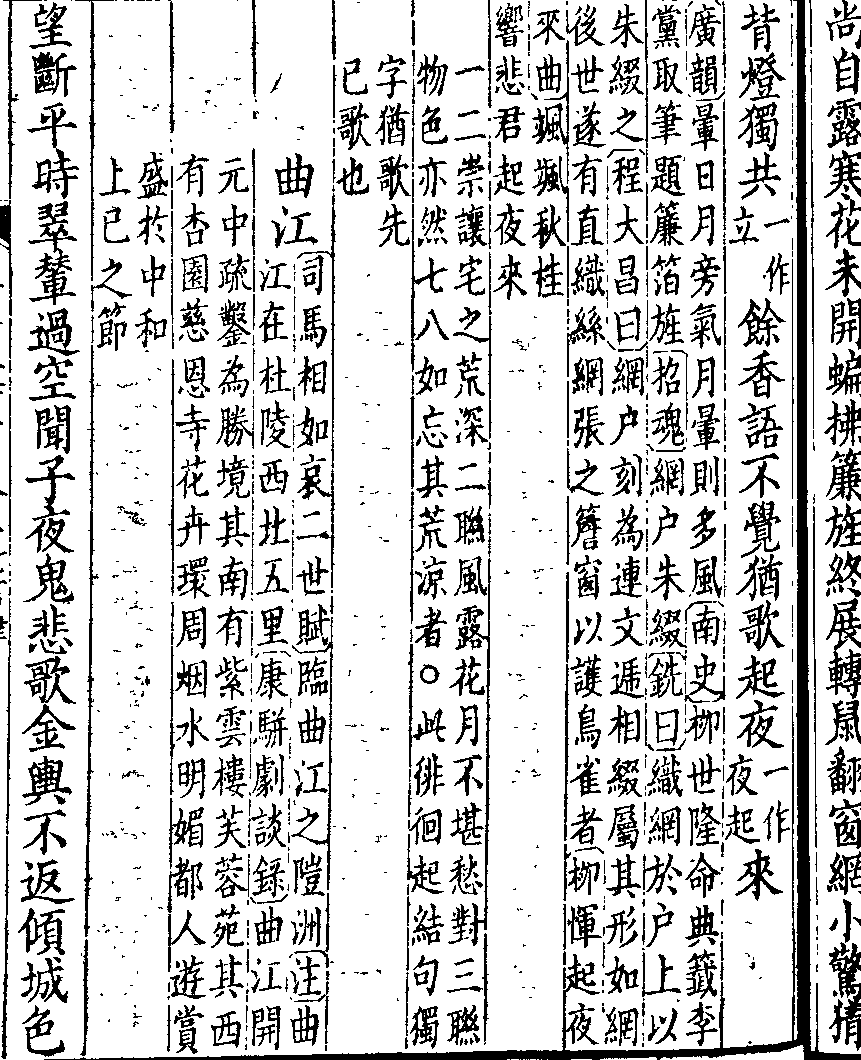 尚自露寒花未開蝙拂簾旌終展轉鼠翻窗網小驚猜
背燈獨共一作立餘香語不覺猶歌起夜一作夜起來
廣韻暈日月旁氣月暈則多風南史柳世隆命典籤李
黨取筆題簾箔旌招魂網户朱綴銑曰織網於户上以
朱綴之程大昌曰網户刻為連文遞相綴屬其形如網
後世遂有直織絲網張之簷窗以護鳥雀者柳惲起夜
來曲颯颯秋桂
響悲君起夜來
一二崇讓宅之荒深二聯風露花月不堪愁對三聯
物色亦然七八如忘其荒涼者○此徘徊起結句獨
字猶歌先
已歌也
曲江
司馬相如哀二世賦臨曲江之隑洲注曲
江在杜陵西北五里康駢劇談録曲江開
元中疏鑿為勝境其南有紫雲樓芙蓉苑其西
有杏園慈恩寺花卉環周烟水明媚都人遊賞
盛於中和
上巳之節
望斷平時翠輦過空聞子夜鬼悲歌金輿不返傾城色